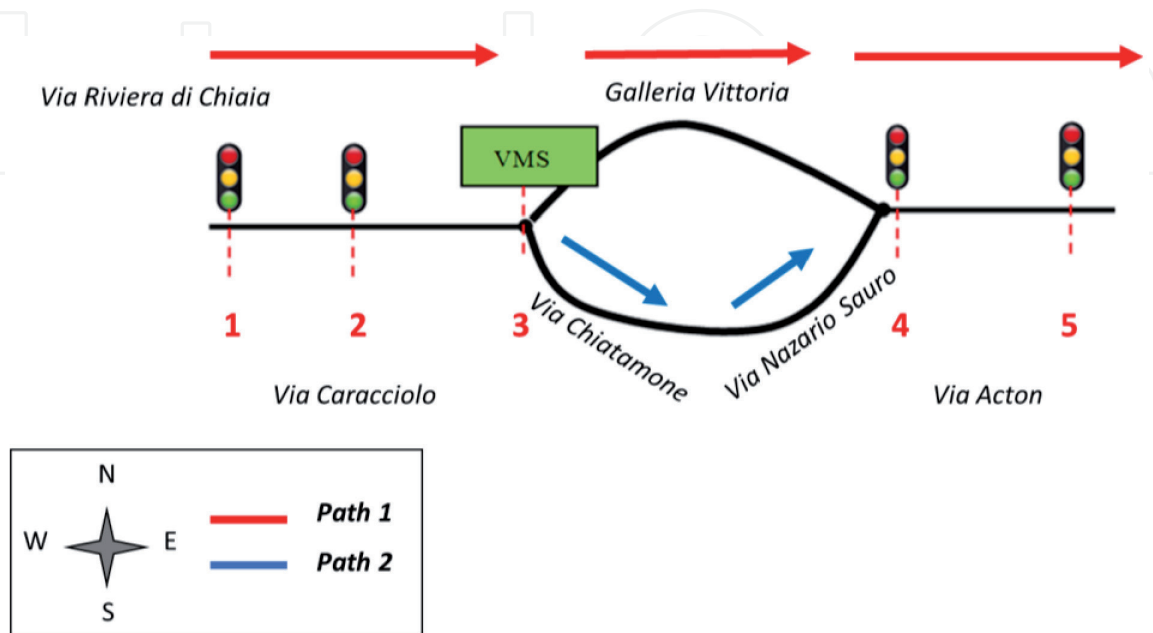 Via Riviera di Chiaia
Galleria Vittoria
VMS
1
2
3
Via Chiatamone
Via Nazario Sauro
4
5
Via Caracciolo
Via Acton
N
W
E
S
Path 1
Path 2